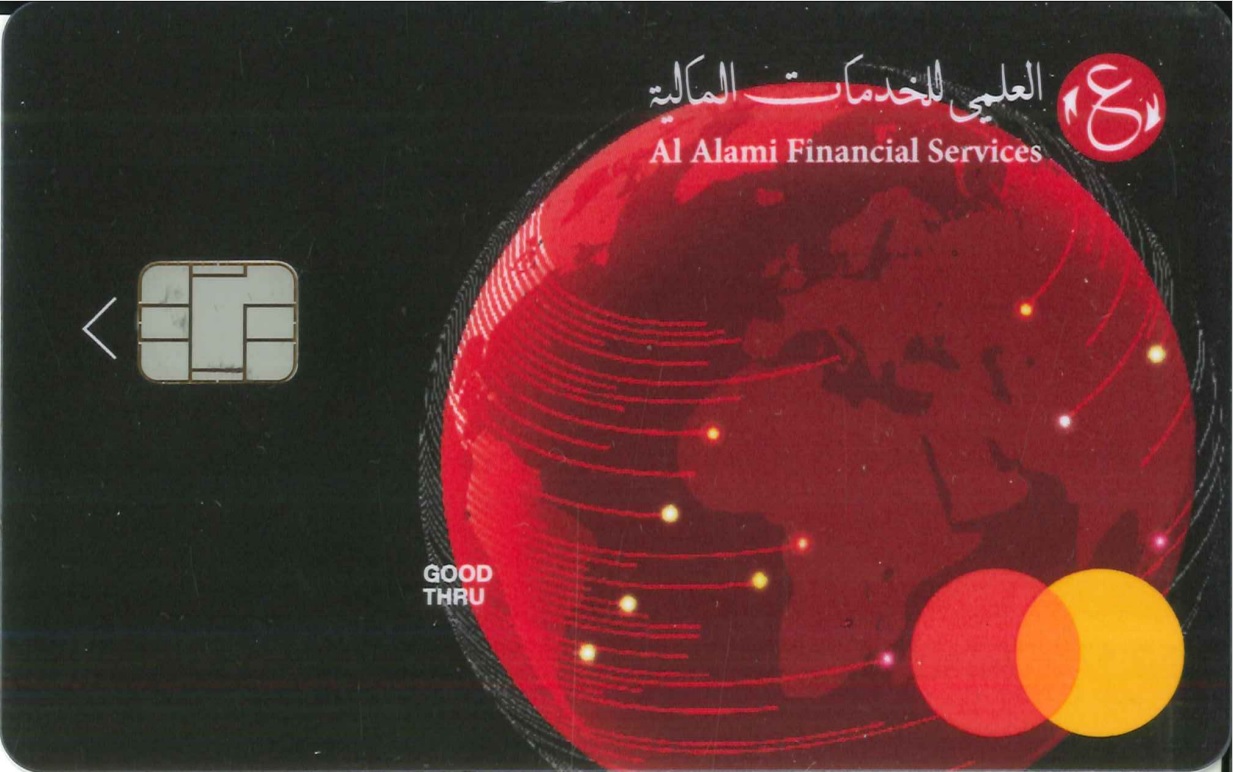 العلمي للخدمات المالية
ع
Al Alami Financial Services
GOOD
THRU